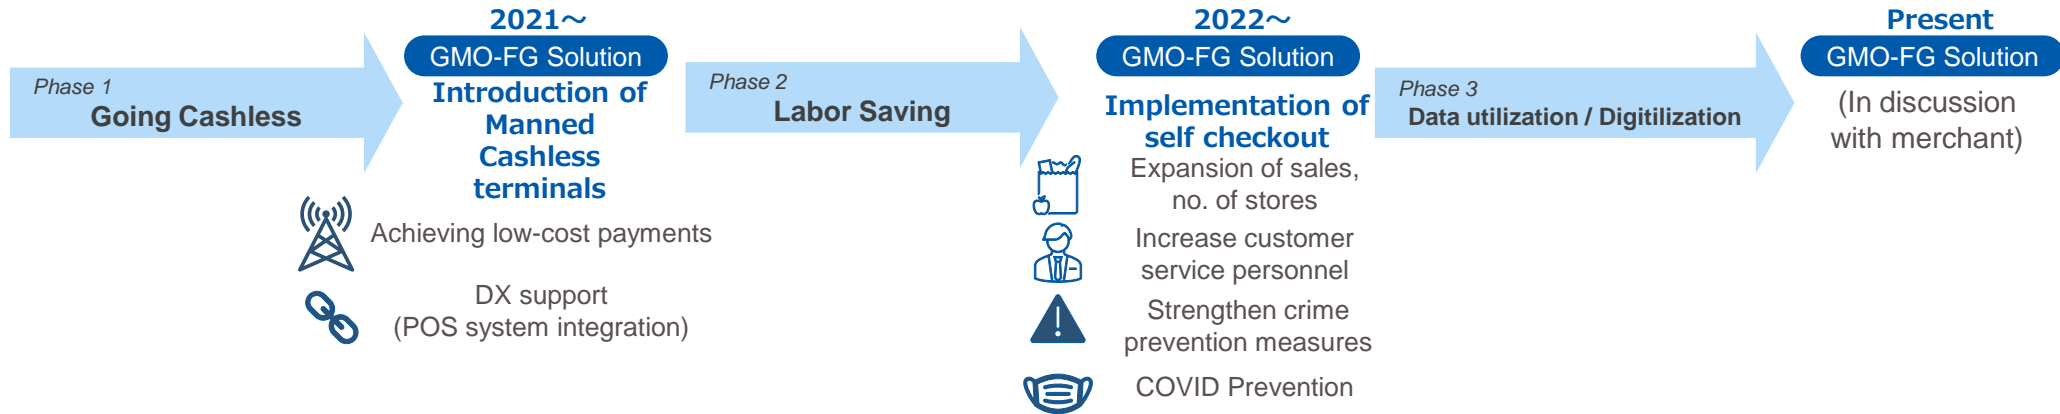 Phase 1
Going Cashless
2021～
GMO-FG Solution
Introduction of
Manned
Cashless
terminals
Achieving low-cost payments
DX support
(POS system integration)
Phase 2
Labor Saving
2022～
GMO-FG Solution
Implementation of
self checkout
Expansion of sales,
no. of stores
Increase customer
service personnel
Strengthen crime
prevention measures
COVID Prevention
Phase 3
Data utilization / Digitilization
Present
GMO-FG Solution
(In discussion
with merchant)